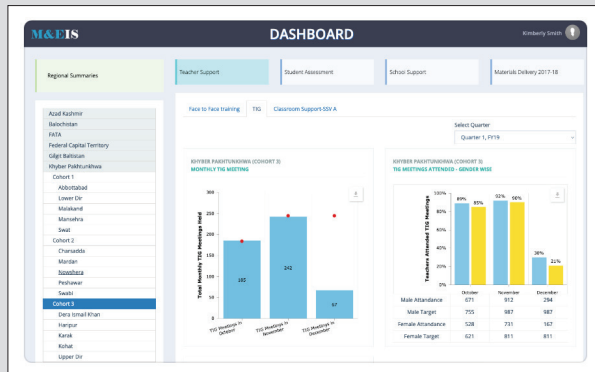 M&EIS
DASHBOARD
Kimberly Smith
Regional Summaries
Teacher Support
Student Assessment
School Support
Materials Delivery 2017-18
Azad Kashmir
Balochistan
FATA
Federal Capital Territory
Gilgit Baltistan
Khyber Pakhtunkhwa
Cohort 1
Abbottabad
Lower Dir
Malakand
Mansehra
Swat
Cohort 2
Charsadda
Mardan
Nowshera
Peshawar
Swabi
Cohort 3
Dera Ismail Khan
Haripur
Karak
Kohat
Upper Dir
Face to Face training
TIG
Classroom Support-SSV A
Select Quarter
Quarter 1, FY19
KHYBER PAKHTUNKHWA (COHORT 3)
MONTHLY TIG MEETING
Total Monthly TIG Meetings Held
300
250
200
150
100
50
0
185
242
67
TIG Meetings in October
TIG Meetings in November
TIG Meetings in December
KHYBER PAKHTUNKHWA (COHORT 3)
TIG MEETINGS ATTENDED - GENDER WISE
Teachers Attended TIG Meetings
100%
80%
60%
40%
20%
0%
89%
85%
92%
90%
30%
21%
October November December
Male Attandance 671 912 294
Male Target 755 987 987
Female Attandance 528 731 167
Female Target 621 811 811